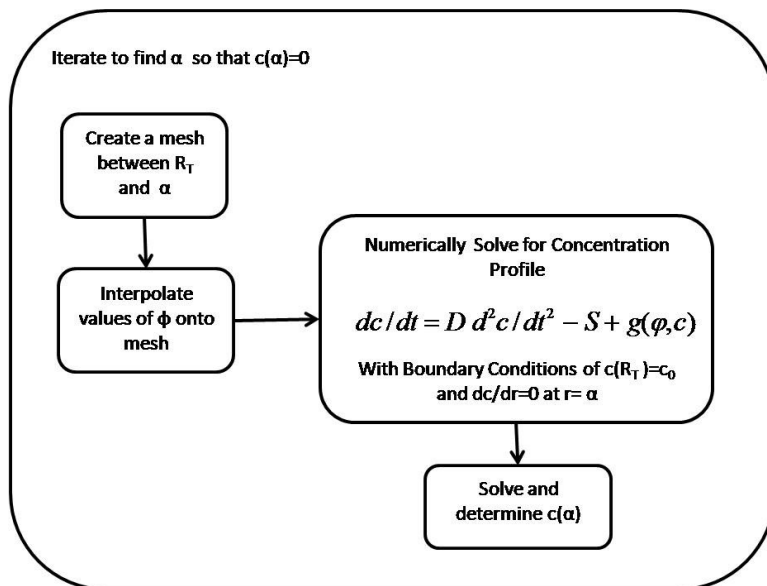 Iterate to find α so that c(α)=0
Create a mesh
between R_T
and α
Interpolate
values of ɸ onto
mesh
Numerically Solve for Concentration
Profile
dc/dt = D d²c/dt² − S + g(φ,c)
With Boundary Conditions of c(R_T)=c₀
and dc/dr=0 at r= α
Solve and
determine c(α)